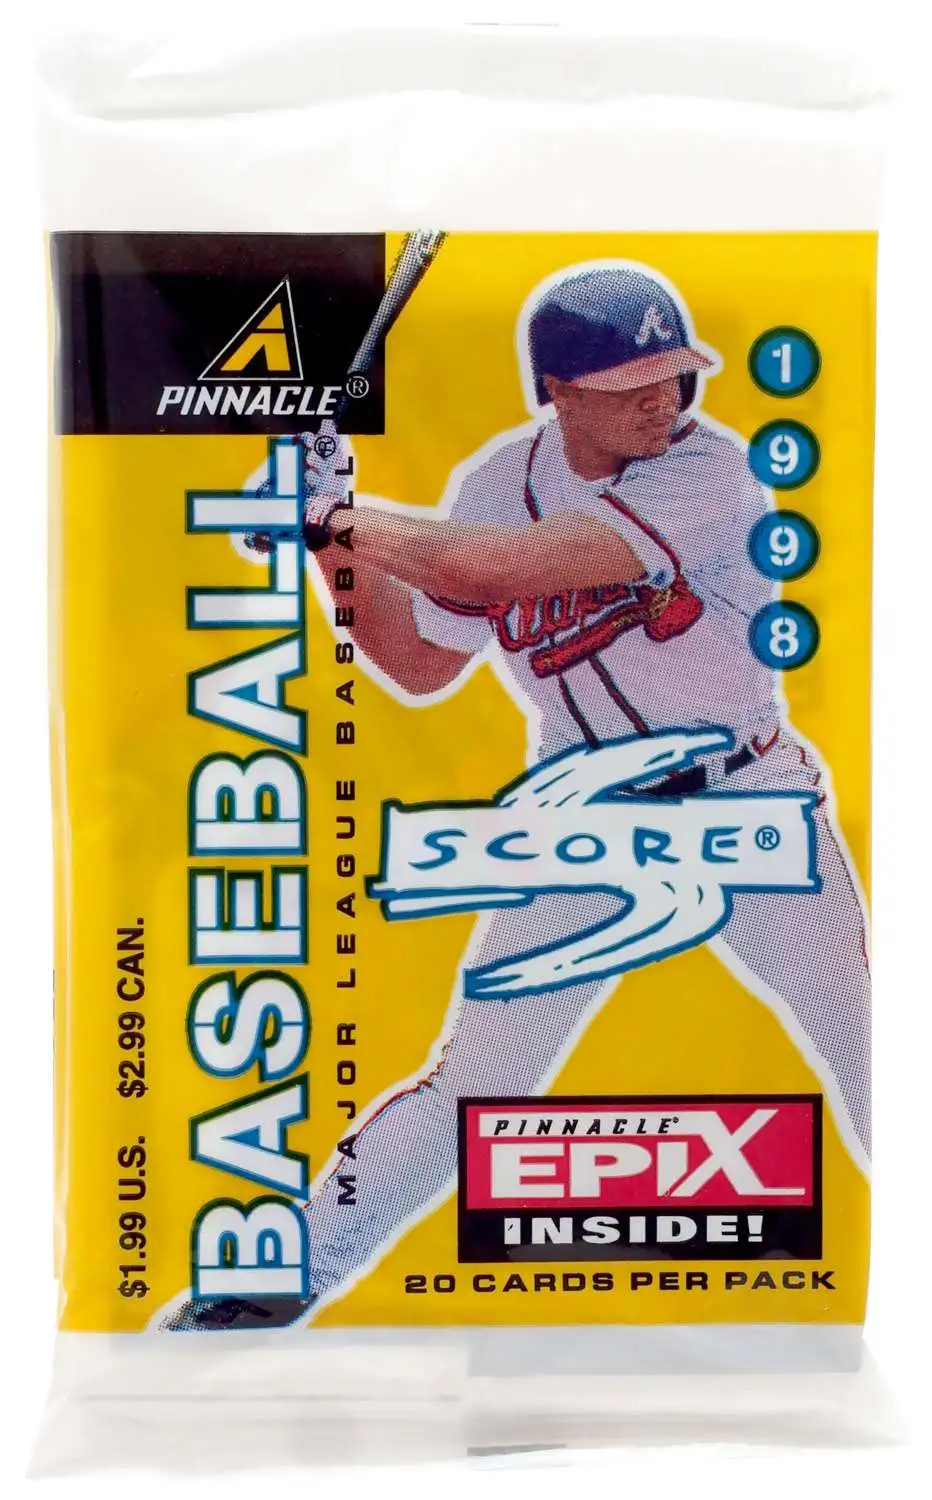 PINNACLE®
BASEBALL®
MAJOR LEAGUE BASEBALL
$1.99 U.S. $2.99 CAN.
A
1
9
9
8
Braves
SCORE®
PINNACLE®
EPIX
INSIDE!
20 CARDS PER PACK